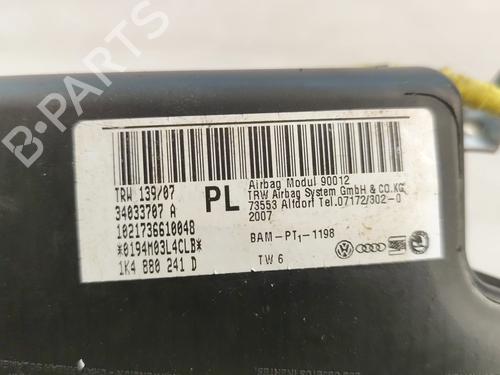 B-PARTS
TRW 139/07
34033707 A
1021736610048
*0194M03L4CLB*
1K4 880 241 D
PL
Airbag Modul 90012
TRW Airbag System GmbH & CO.KG
73553 Alfdorf Tel.07172/302-0
2007
BAM-PT1-1198
TW 6